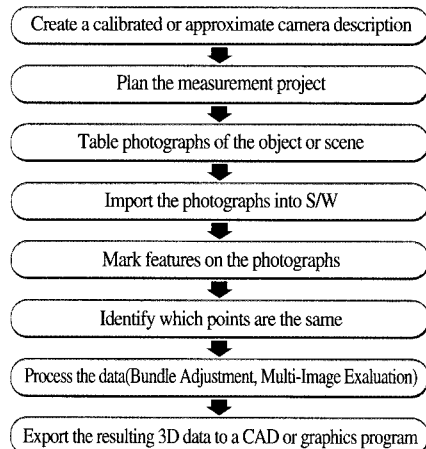 Create a calibrated or approximate camera description
Plan the measurement project
Table photographs of the object or scene
Import the photographs into S/W
Mark features on the photographs
Identify which points are the same
Process the data(Bundle Adjustment, Multi-Image Exaluation)
Export the resulting 3D data to a CAD or graphics program